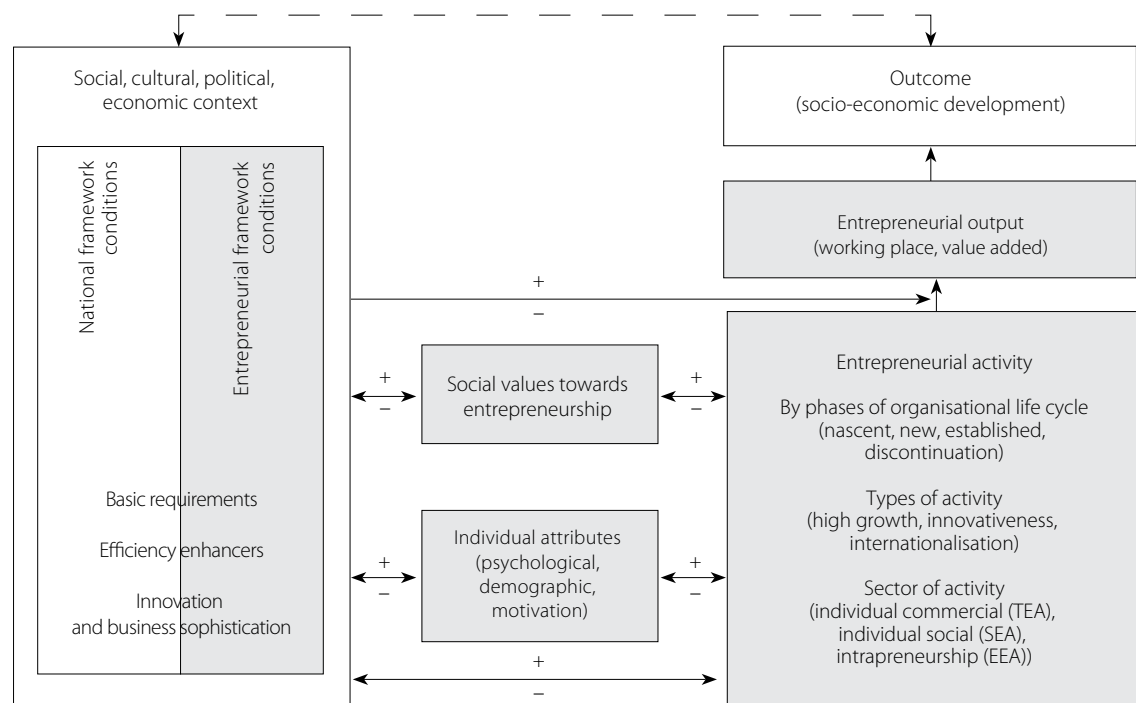 Social, cultural, political,
economic context
National framework
conditions
Entrepreneurial framework
conditions
Basic requirements
Efficiency enhancers
Innovation
and business sophistication
+
–
+
–
Social values towards
entrepreneurship
+
–
+
–
Individual attributes
(psychological,
demographic,
motivation)
+
–
+
–
Outcome
(socio-economic development)
Entrepreneurial output
(working place, value added)
Entrepreneurial activity
By phases of organisational life cycle
(nascent, new, established,
discontinuation)
Types of activity
(high growth, innovativeness,
internationalisation)
Sector of activity
(individual commercial (TEA),
individual social (SEA),
intrapreneurship (EEA))